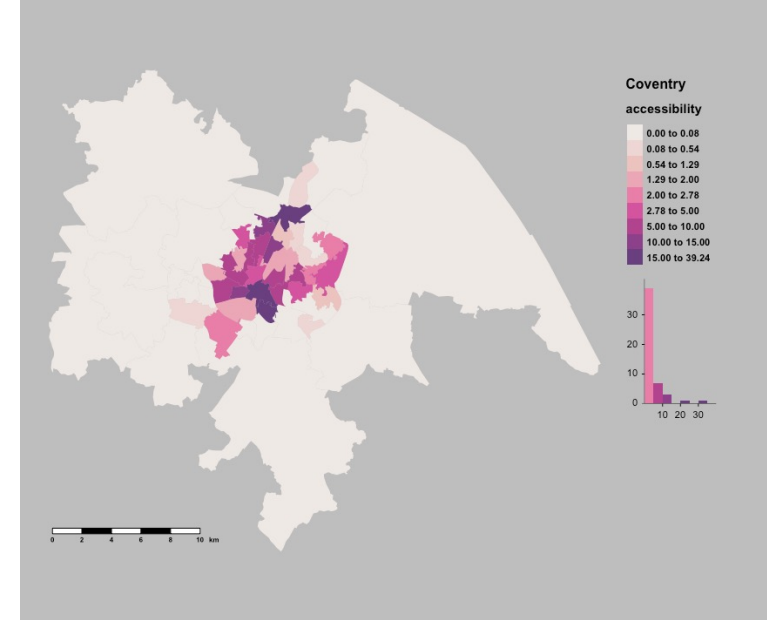 Coventry
accessibility
0.00 to 0.08
0.08 to 0.54
0.54 to 1.29
1.29 to 2.00
2.00 to 2.78
2.78 to 5.00
5.00 to 10.00
10.00 to 15.00
15.00 to 39.24
30
20
10
0
10 20 30
0 2 4 6 8 10 km